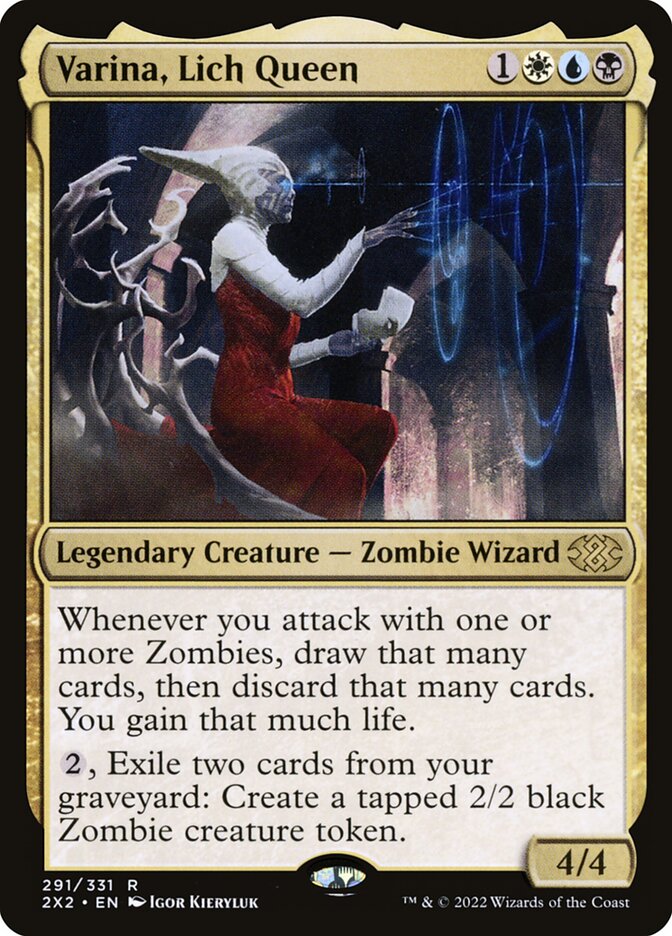 Varina, Lich Queen 1
Legendary Creature — Zombie Wizard
Whenever you attack with one or
more Zombies, draw that many
cards, then discard that many cards.
You gain that much life.
2, Exile two cards from your
graveyard: Create a tapped 2/2 black
Zombie creature token.
4/4
291/331 R
2X2 • EN Igor Kieryluk ™ & © 2022 Wizards of the Coast